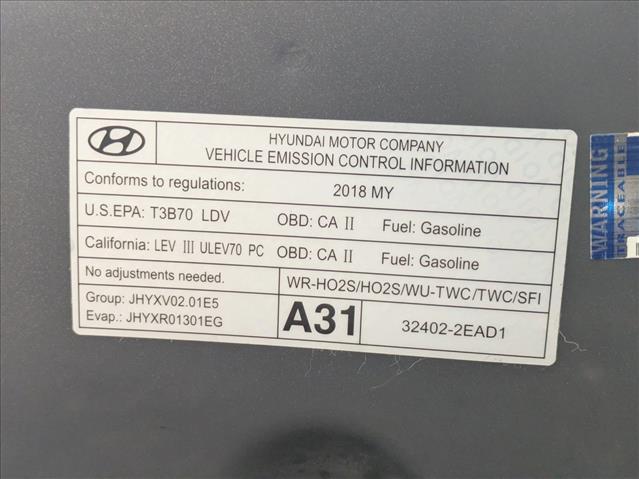 HYUNDAI MOTOR COMPANY
VEHICLE EMISSION CONTROL INFORMATION
Conforms to regulations: 2018 MY
U.S.EPA: T3B70 LDV OBD: CA II Fuel: Gasoline
California: LEV III ULEV70 PC OBD: CA II Fuel: Gasoline
No adjustments needed. WR-HO2S/HO2S/WU-TWC/TWC/SFI
Group: JHYXV02.01E5
Evap.: JHYXR01301EG
A31
32402-2EAD1
WARNING
TRACEABLE